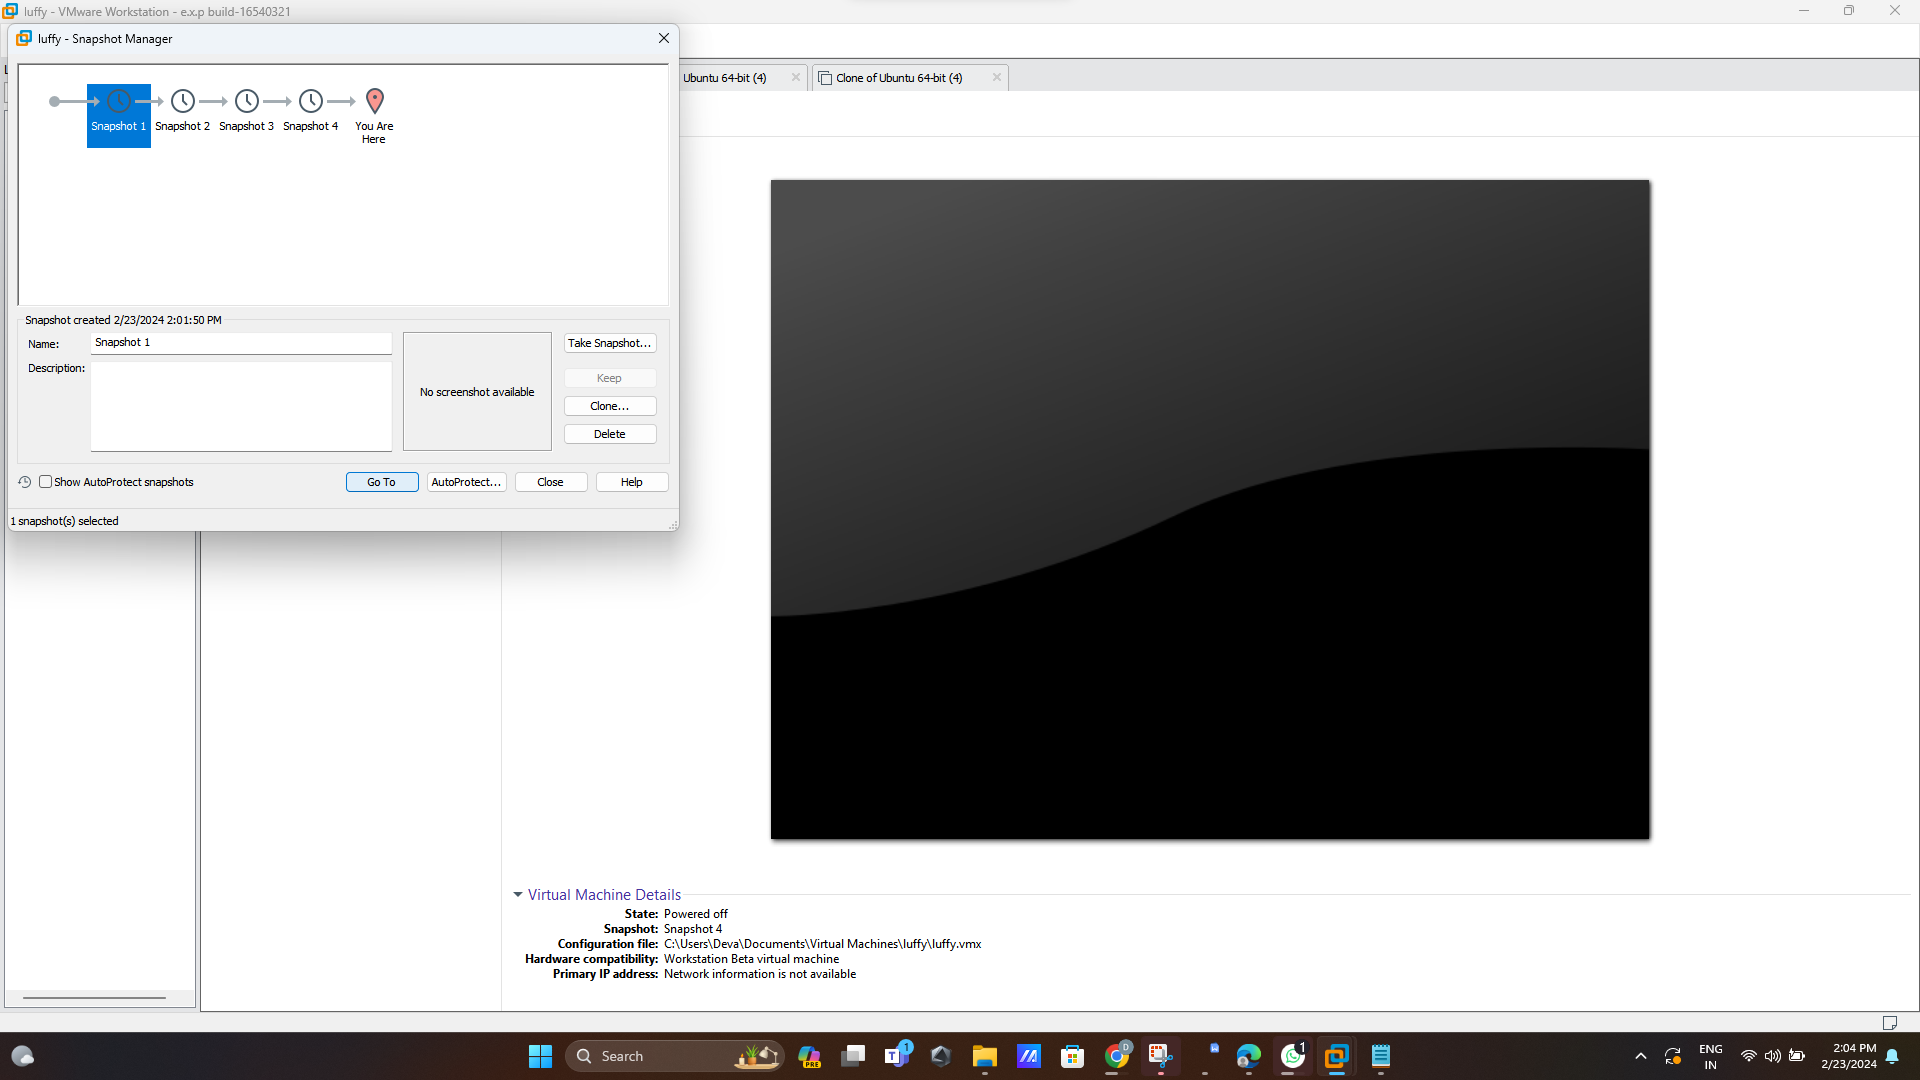 luffy - VMware Workstation - e.x.p build-16540321
luffy - Snapshot Manager
Ubuntu 64-bit (4)
Clone of Ubuntu 64-bit (4)
Snapshot 1
Snapshot 2
Snapshot 3
Snapshot 4
You Are
Here
Snapshot created 2/23/2024 2:01:50 PM
Name:
Snapshot 1
Take Snapshot...
Description:
Keep
No screenshot available
Clone...
Delete
Show AutoProtect snapshots
Go To
AutoProtect...
Close
Help
1 snapshot(s) selected
Virtual Machine Details
State: Powered off
Snapshot: Snapshot 4
Configuration file: C:\Users\Deva\Documents\Virtual Machines\luffy\luffy.vmx
Hardware compatibility: Workstation Beta virtual machine
Primary IP address: Network information is not available
Search
PRE
T
1
D
1
ENG
IN
2:04 PM
2/23/2024